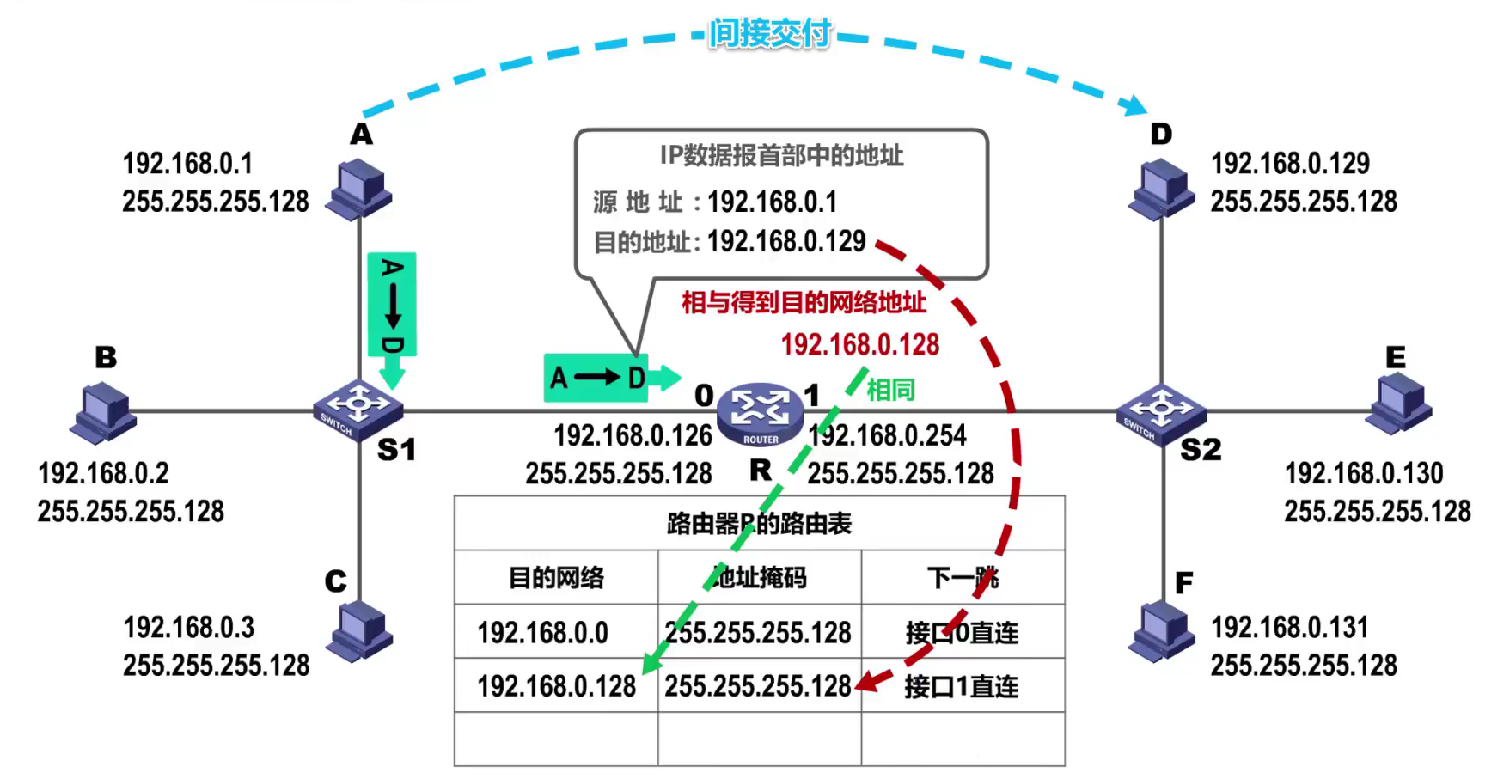 间接交付
A
192.168.0.1
255.255.255.128
D
192.168.0.129
255.255.255.128
IP数据报首部中的地址
源地址：192.168.0.1
目的地址：192.168.0.129
A
D
相与得到目的网络地址
192.168.0.128
相同
A
D
B
192.168.0.2
255.255.255.128
SWITCH
S1
0
1
ROUTER
R
192.168.0.126
255.255.255.128
192.168.0.254
255.255.255.128
SWITCH
S2
E
192.168.0.130
255.255.255.128
C
192.168.0.3
255.255.255.128
F
192.168.0.131
255.255.255.128
路由器R的路由表
目的网络 地址掩码 下一跳
192.168.0.0 255.255.255.128 接口0直连
192.168.0.128 255.255.255.128 接口1直连